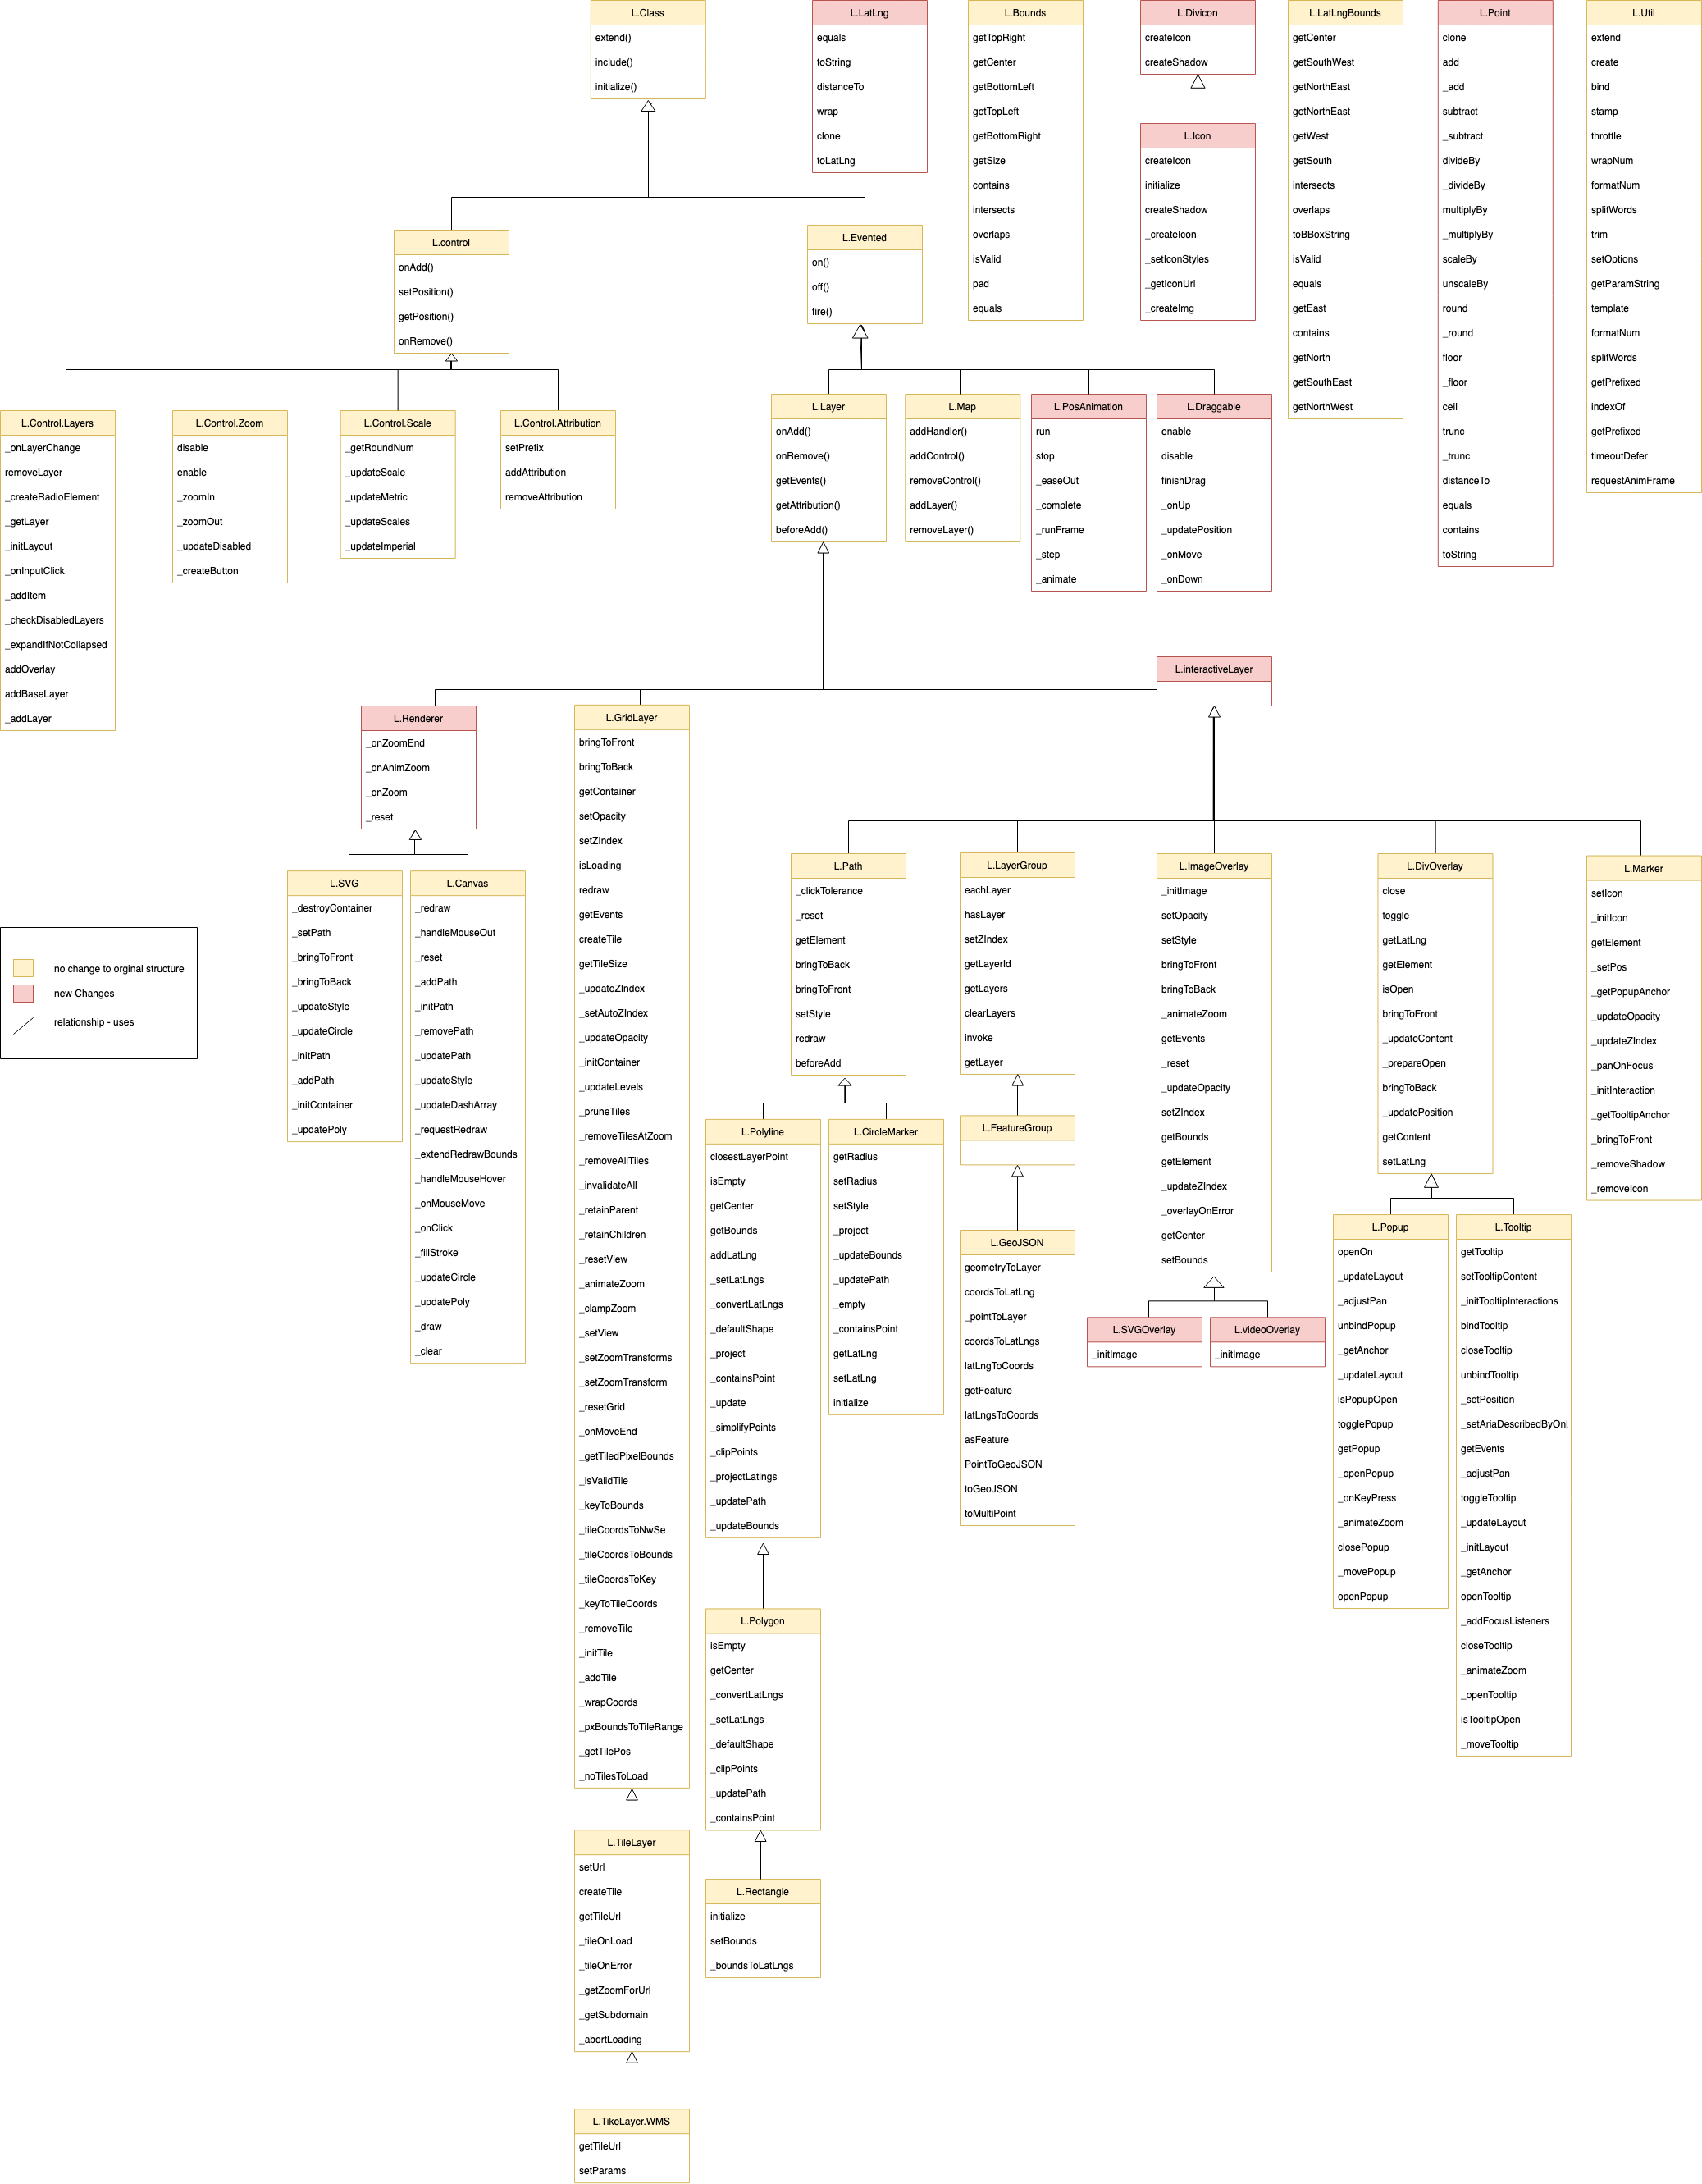 L.Class
extend()
include()
initialize()
L.LatLng
equals
toString
distanceTo
wrap
clone
toLatLng
L.Bounds
getTopRight
getCenter
getBottomLeft
getTopLeft
getBottomRight
getSize
contains
intersects
overlaps
isValid
pad
equals
L.Divicon
createIcon
createShadow
L.Icon
createIcon
initialize
createShadow
_createIcon
_setIconStyles
_getIconUrl
_createImg
L.LatLngBounds
getCenter
getSouthWest
getNorthEast
getNorthEast
getWest
getSouth
intersects
overlaps
toBBoxString
isValid
equals
getEast
contains
getNorth
getSouthEast
getNorthWest
L.Point
clone
add
_add
subtract
_subtract
divideBy
_divideBy
multiplyBy
_multiplyBy
scaleBy
unscaleBy
round
_round
floor
_floor
ceil
trunc
_trunc
distanceTo
equals
contains
toString
L.Util
extend
create
bind
stamp
throttle
wrapNum
formatNum
splitWords
trim
setOptions
getParamString
template
formatNum
splitWords
getPrefixed
indexOf
getPrefixed
timeoutDefer
requestAnimFrame
L.control
onAdd()
setPosition()
getPosition()
onRemove()
L.Evented
on()
off()
fire()
L.Control.Layers
_onLayerChange
removeLayer
_createRadioElement
_getLayer
_initLayout
_onInputClick
_addItem
_checkDisabledLayers
_expandIfNotCollapsed
addOverlay
addBaseLayer
_addLayer
L.Control.Zoom
disable
enable
_zoomIn
_zoomOut
_updateDisabled
_createButton
L.Control.Scale
_getRoundNum
_updateScale
_updateMetric
_updateScales
_updateImperial
L.Control.Attribution
setPrefix
addAttribution
removeAttribution
L.Layer
onAdd()
onRemove()
getEvents()
getAttribution()
beforeAdd()
L.Map
addHandler()
addControl()
removeControl()
addLayer()
removeLayer()
L.PosAnimation
run
stop
_easeOut
_complete
_runFrame
_step
_animate
L.Draggable
enable
disable
finishDrag
_onUp
_updatePosition
_onMove
_onDown
L.interactiveLayer
L.Renderer
_onZoomEnd
_onAnimZoom
_onZoom
_reset
L.SVG
_destroyContainer
_setPath
_bringToFront
_bringToBack
_updateStyle
_updateCircle
_initPath
_addPath
_initContainer
_updatePoly
L.Canvas
_redraw
_handleMouseOut
_reset
_addPath
_initPath
_removePath
_updatePath
_updateStyle
_updateDashArray
_requestRedraw
_extendRedrawBounds
_handleMouseHover
_onMouseMove
_onClick
_fillStroke
_updateCircle
_updatePoly
_draw
_clear
no change to orginal structure
new Changes
relationship - uses
L.GridLayer
bringToFront
bringToBack
getContainer
setOpacity
setZIndex
isLoading
redraw
getEvents
createTile
getTileSize
_updateZIndex
_setAutoZIndex
_updateOpacity
_initContainer
_updateLevels
_pruneTiles
_removeTilesAtZoom
_removeAllTiles
_invalidateAll
_retainParent
_retainChildren
_resetView
_animateZoom
_clampZoom
_setView
_setZoomTransforms
_setZoomTransform
_resetGrid
_onMoveEnd
_getTiledPixelBounds
_isValidTile
_keyToBounds
_tileCoordsToNwSe
_tileCoordsToBounds
_tileCoordsToKey
_keyToTileCoords
_removeTile
_initTile
_addTile
_wrapCoords
_pxBoundsToTileRange
_getTilePos
_noTilesToLoad
L.TileLayer
setUrl
createTile
getTileUrl
_tileOnLoad
_tileOnError
_getZoomForUrl
_getSubdomain
_abortLoading
L.TikeLayer.WMS
getTileUrl
setParams
L.Path
_clickTolerance
_reset
getElement
bringToBack
bringToFront
setStyle
redraw
beforeAdd
L.Polyline
closestLayerPoint
isEmpty
getCenter
getBounds
addLatLng
_setLatLngs
_convertLatLngs
_defaultShape
_project
_containsPoint
_update
_simplifyPoints
_clipPoints
_projectLatlngs
_updatePath
_updateBounds
L.CircleMarker
getRadius
setRadius
setStyle
_project
_updateBounds
_updatePath
_empty
_containsPoint
getLatLng
setLatLng
initialize
L.Polygon
isEmpty
getCenter
_convertLatLngs
_setLatLngs
_defaultShape
_clipPoints
_updatePath
_containsPoint
L.Rectangle
initialize
setBounds
_boundsToLatLngs
L.LayerGroup
eachLayer
hasLayer
setZIndex
getLayerId
getLayers
clearLayers
invoke
getLayer
L.FeatureGroup
L.GeoJSON
geometryToLayer
coordsToLatLng
_pointToLayer
coordsToLatLngs
latLngToCoords
getFeature
latLngsToCoords
asFeature
PointToGeoJSON
toGeoJSON
toMultiPoint
L.ImageOverlay
_initImage
setOpacity
setStyle
bringToFront
bringToBack
_animateZoom
getEvents
_reset
_updateOpacity
setZIndex
getBounds
getElement
_updateZIndex
_overlayOnError
getCenter
setBounds
L.SVGOverlay
_initImage
L.videoOverlay
_initImage
L.DivOverlay
close
toggle
getLatLng
getElement
isOpen
bringToFront
_updateContent
_prepareOpen
bringToBack
_updatePosition
getContent
setLatLng
L.Popup
openOn
_updateLayout
_adjustPan
unbindPopup
_getAnchor
_updateLayout
isPopupOpen
togglePopup
getPopup
_openPopup
_onKeyPress
_animateZoom
closePopup
_movePopup
openPopup
L.Tooltip
getTooltip
setTooltipContent
_initTooltipInteractions
bindTooltip
closeTooltip
unbindTooltip
_setPosition
_setAriaDescribedByOnl
getEvents
_adjustPan
toggleTooltip
_updateLayout
_initLayout
_getAnchor
openTooltip
_addFocusListeners
closeTooltip
_animateZoom
_openTooltip
isTooltipOpen
_moveTooltip
L.Marker
setIcon
_initIcon
getElement
_setPos
_getPopupAnchor
_updateOpacity
_updateZIndex
_panOnFocus
_initInteraction
_getTooltipAnchor
_bringToFront
_removeShadow
_removeIcon